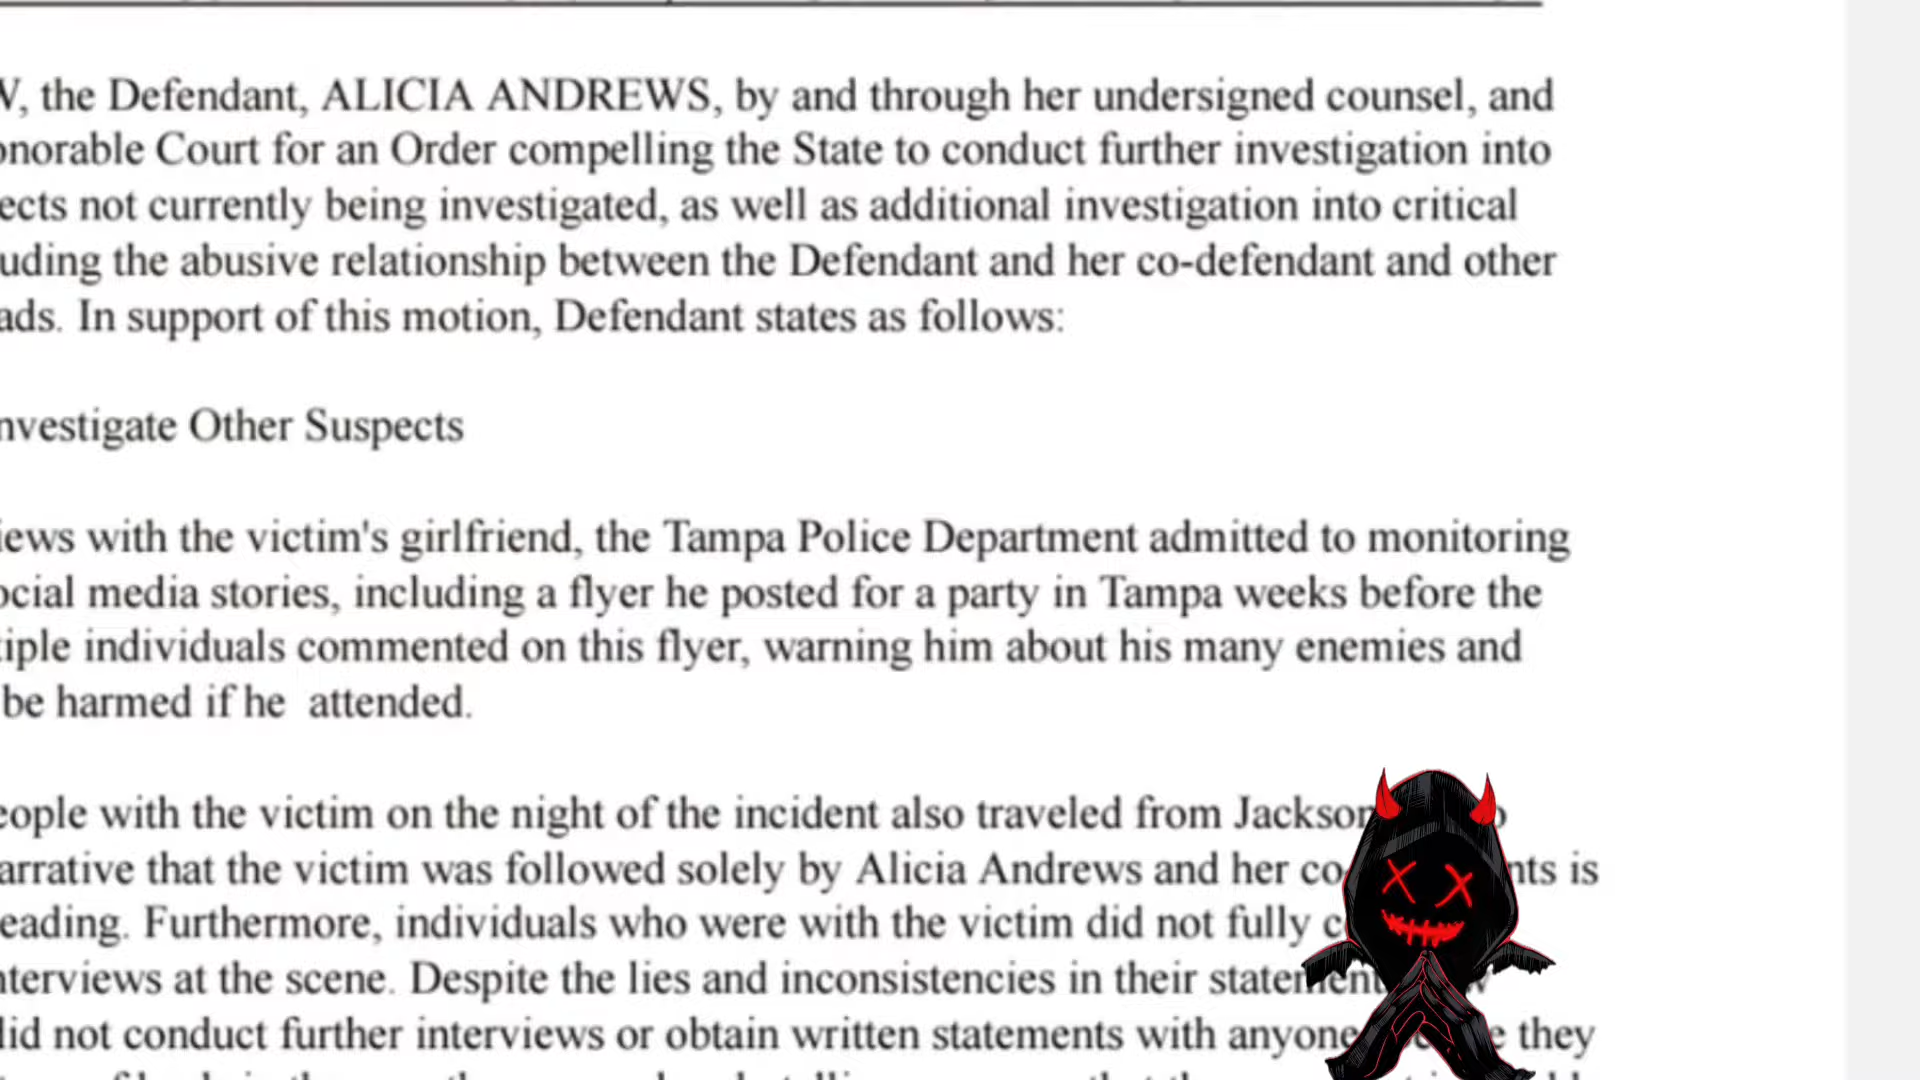 , the Defendant, ALICIA ANDREWS, by and through her undersigned counsel, and
onorable Court for an Order compelling the State to conduct further investigation into
ects not currently being investigated, as well as additional investigation into critical
uding the abusive relationship between the Defendant and her co-defendant and other
ads. In support of this motion, Defendant states as follows:
nvestigate Other Suspects
iews with the victim's girlfriend, the Tampa Police Department admitted to monitoring
ocial media stories, including a flyer he posted for a party in Tampa weeks before the
tiple individuals commented on this flyer, warning him about his many enemies and
be harmed if he attended.
eople with the victim on the night of the incident also traveled from Jackson
arrative that the victim was followed solely by Alicia Andrews and her co nts is
eading. Furthermore, individuals who were with the victim did not fully c
nterviews at the scene. Despite the lies and inconsistencies in their statement
did not conduct further interviews or obtain written statements with anyone they